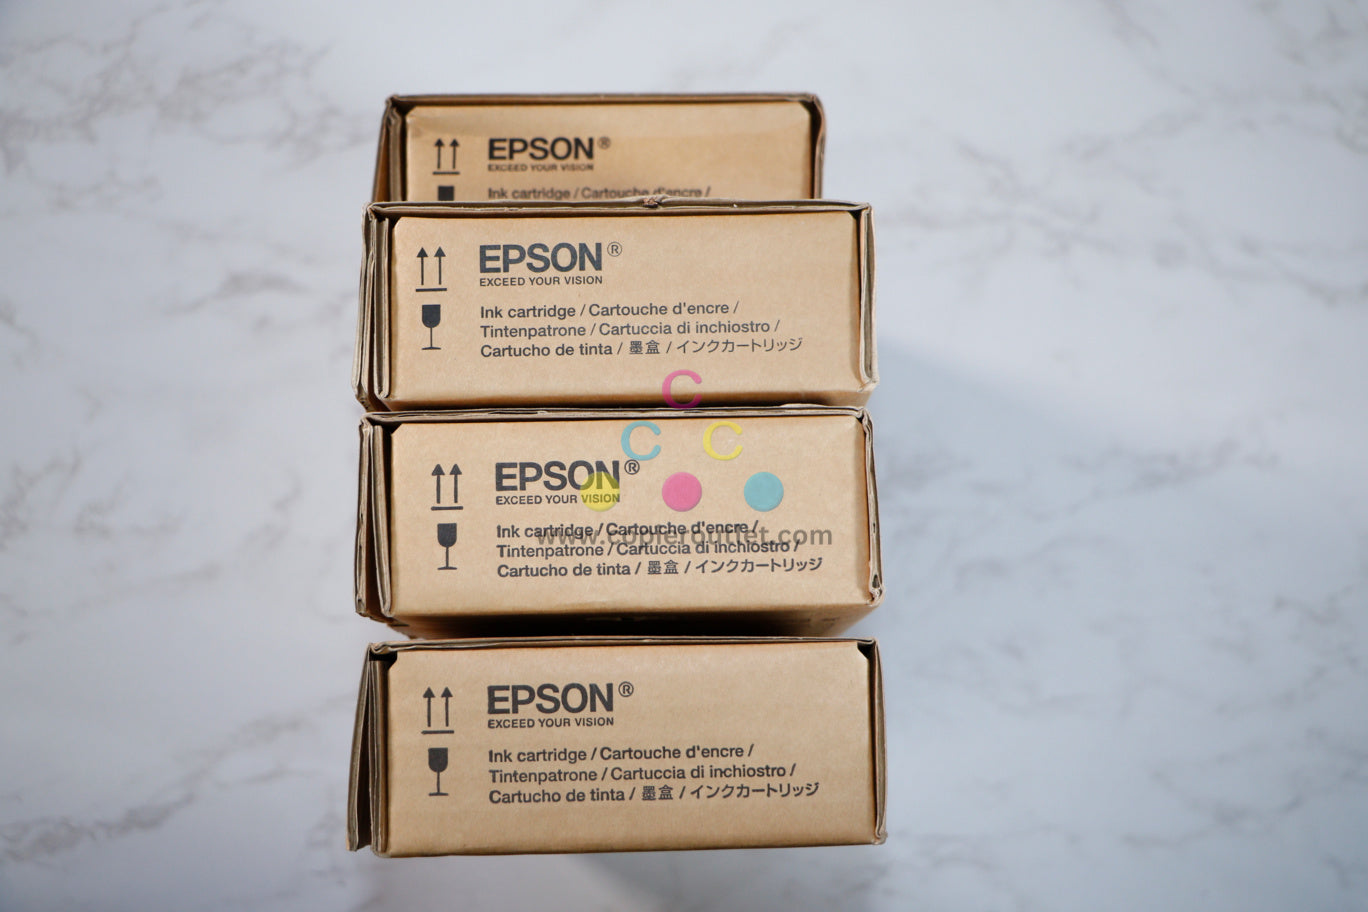 EPSON®
EXCEED YOUR VISION
Ink cartridge / Cartouche d'encre /
EPSON®
EXCEED YOUR VISION
Ink cartridge / Cartouche d'encre /
Tintenpatrone / Cartuccia di inchiostro /
Cartucho de tinta / 墨盒 / インクカートリッジ
C
C C
EPSON®
EXCEED YOUR VISION
Ink cartridge / Cartouche d'encre /
www.copieroutlet.com
Tintenpatrone / Cartuccia di inchiostro /
Cartucho de tinta / 墨盒 / インクカートリッジ
EPSON®
EXCEED YOUR VISION
Ink cartridge / Cartouche d'encre /
Tintenpatrone / Cartuccia di inchiostro /
Cartucho de tinta / 墨盒 / インクカートリッジ